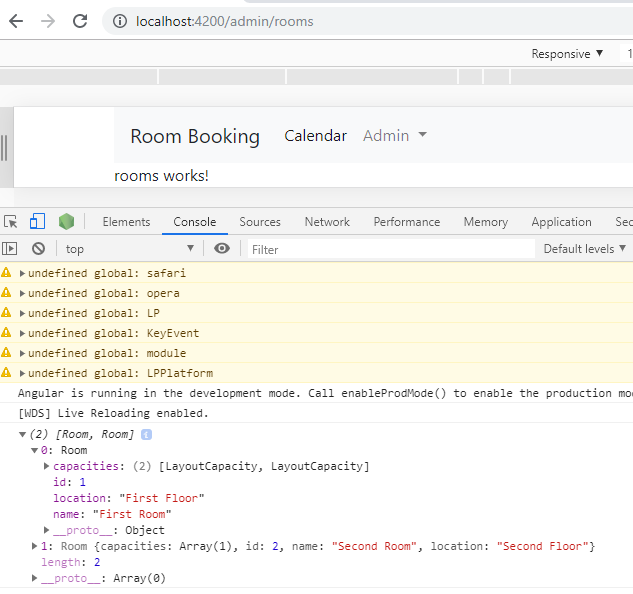 localhost:4200/admin/rooms
Responsive ▼ 1
Room Booking Calendar Admin
rooms works!
Elements Console Sources Network Performance Memory Application Sec
top Filter Default levels
undefined global: safari
undefined global: opera
undefined global: LP
undefined global: KeyEvent
undefined global: module
undefined global: LPPlatform
Angular is running in the development mode. Call enableProdMode() to enable the production mod
[WDS] Live Reloading enabled.
(2) [Room, Room] i
0: Room
capacities: (2) [LayoutCapacity, LayoutCapacity]
id: 1
location: "First Floor"
name: "First Room"
__proto__: Object
1: Room {capacities: Array(1), id: 2, name: "Second Room", location: "Second Floor"}
length: 2
__proto__: Array(0)